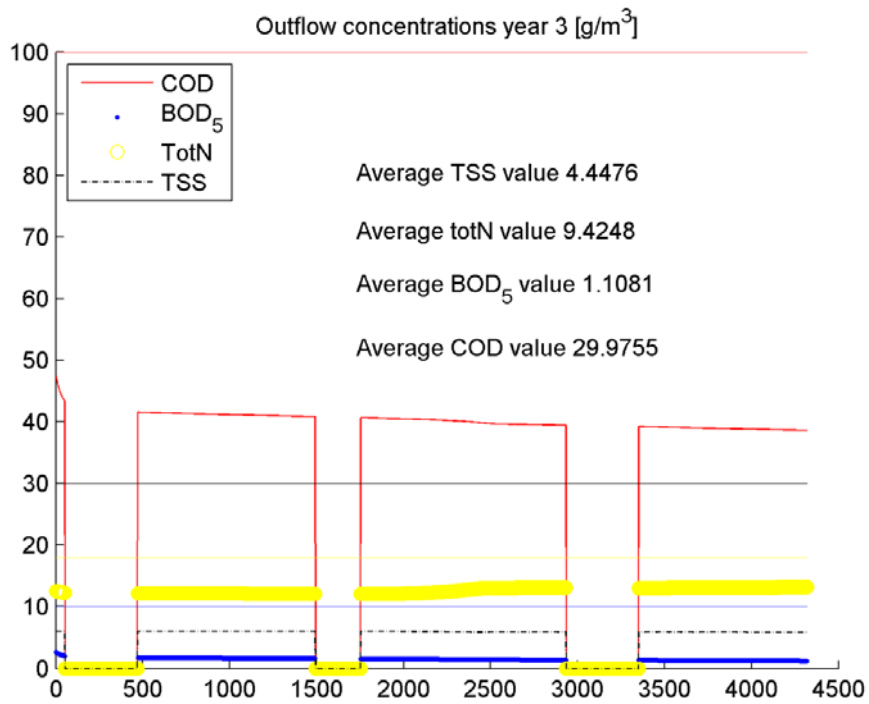 Outflow concentrations year 3 [g/m³]
100
90
80
70
60
50
40
30
20
10
0
COD
BOD₅
TotN
TSS
Average TSS value 4.4476
Average totN value 9.4248
Average BOD₅ value 1.1081
Average COD value 29.9755
0 500 1000 1500 2000 2500 3000 3500 4000 4500